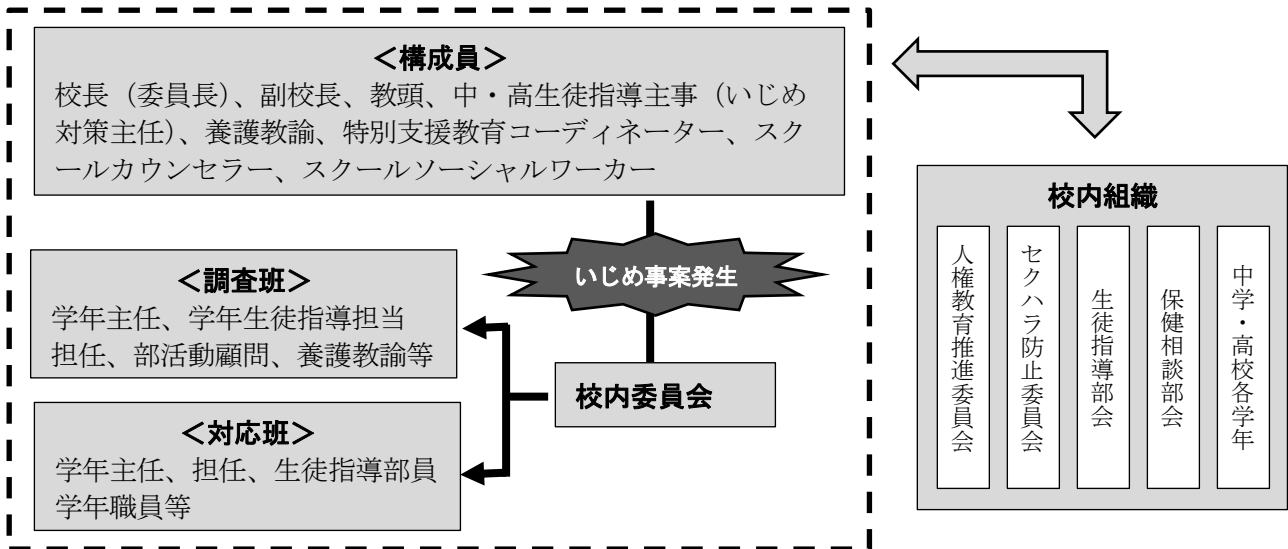 ＜構成員＞
校長（委員長）、副校長、教頭、中・高生徒指導主事（いじめ
対策主任）、養護教諭、特別支援教育コーディネーター、スク
ールカウンセラー、スクールソーシャルワーカー
いじめ事案発生
＜調査班＞
学年主任、学年生徒指導担当
担任、部活動顧問、養護教諭等
校内委員会
＜対応班＞
学年主任、担任、生徒指導部員
学年職員等
校内組織
人権教育推進委員会
セクハラ防止委員会
生徒指導部会
保健相談部会
中学・高校各学年